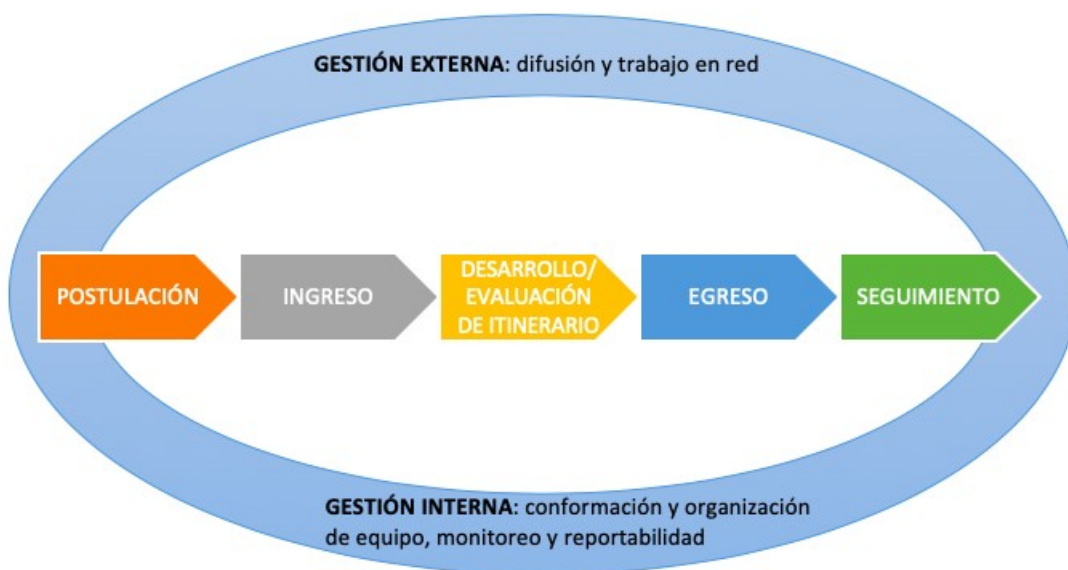 GESTIÓN EXTERNA: difusión y trabajo en red
POSTULACIÓN
INGRESO
DESARROLLO/
EVALUACIÓN
DE ITINERARIO
EGRESO
SEGUIMIENTO
GESTIÓN INTERNA: conformación y organización
de equipo, monitoreo y reportabilidad